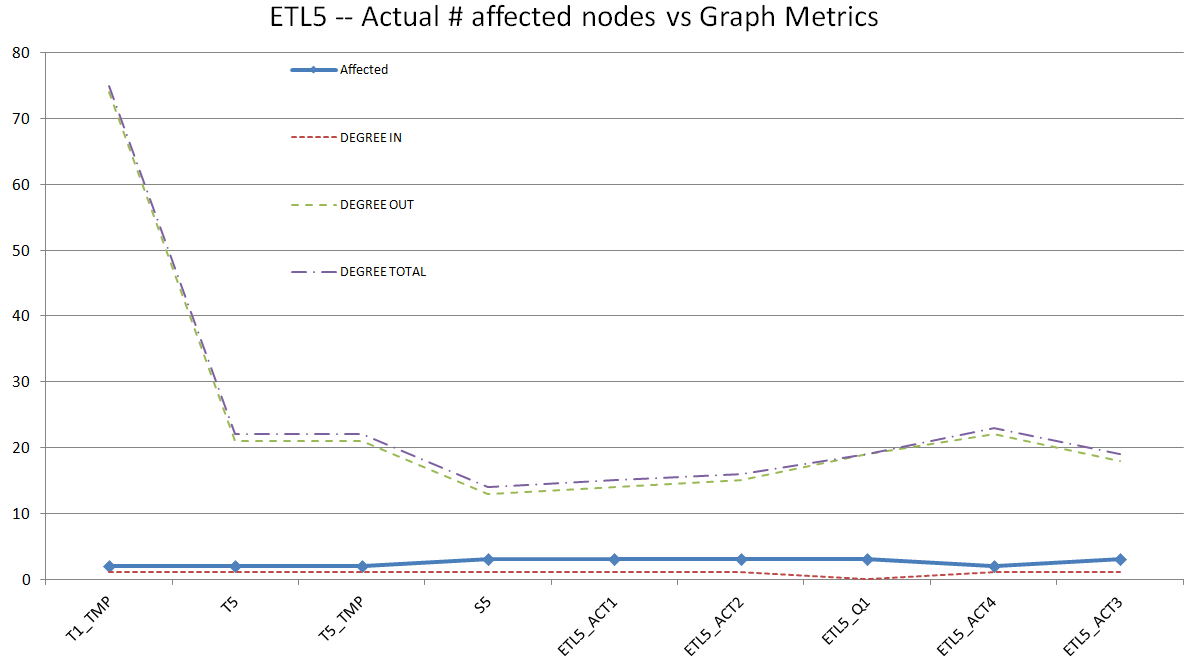 ETL5 -- Actual # affected nodes vs Graph Metrics
80
70
60
50
40
30
20
10
0
Affected
DEGREE IN
DEGREE OUT
DEGREE TOTAL
T1_TMP
T5
T5_TMP
S5
ETL5_ACT1
ETL5_ACT2
ETL5_Q1
ETL5_ACT4
ETL5_ACT3